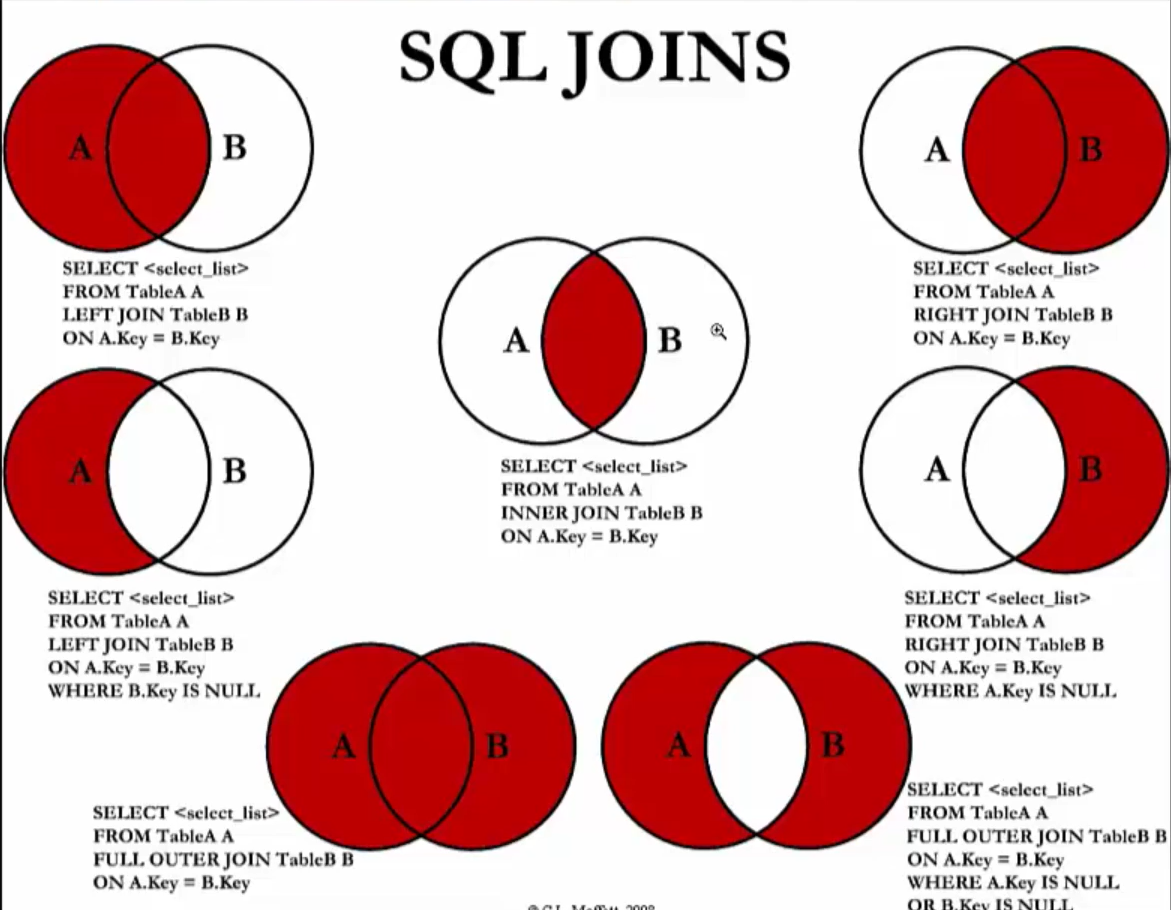 SQL JOINS
A B
SELECT <select_list>
FROM TableA A
LEFT JOIN TableB B
ON A.Key = B.Key
A B
SELECT <select_list>
FROM TableA A
RIGHT JOIN TableB B
ON A.Key = B.Key
A B
SELECT <select_list>
FROM TableA A
INNER JOIN TableB B
ON A.Key = B.Key
A B
SELECT <select_list>
FROM TableA A
LEFT JOIN TableB B
ON A.Key = B.Key
WHERE B.Key IS NULL
A B
SELECT <select_list>
FROM TableA A
RIGHT JOIN TableB B
ON A.Key = B.Key
WHERE A.Key IS NULL
A B
SELECT <select_list>
FROM TableA A
FULL OUTER JOIN TableB B
ON A.Key = B.Key
A B
SELECT <select_list>
FROM TableA A
FULL OUTER JOIN TableB B
ON A.Key = B.Key
WHERE A.Key IS NULL
OR B.Key IS NULL